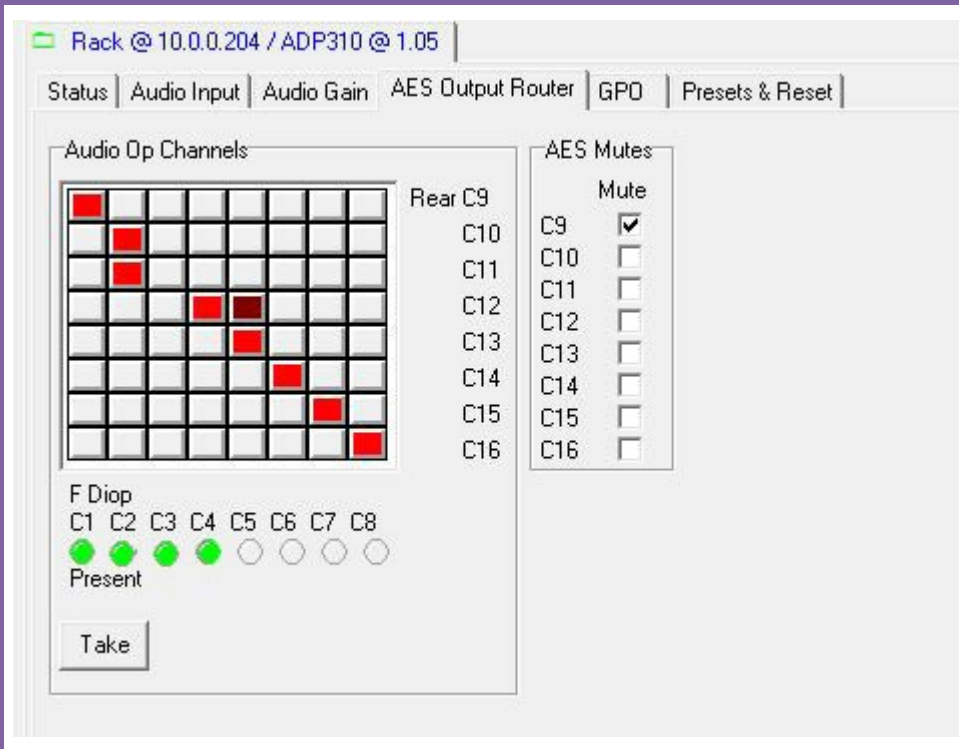 Rack @ 10.0.0.204 / ADP310 @ 1.05
Status Audio Input Audio Gain AES Output Router GPO Presets & Reset
Audio Op Channels
Rear C9
C10
C11
C12
C13
C14
C15
C16
F Diop
C1 C2 C3 C4 C5 C6 C7 C8
Present
Take
AES Mutes
Mute
C9
C10
C11
C12
C13
C14
C15
C16